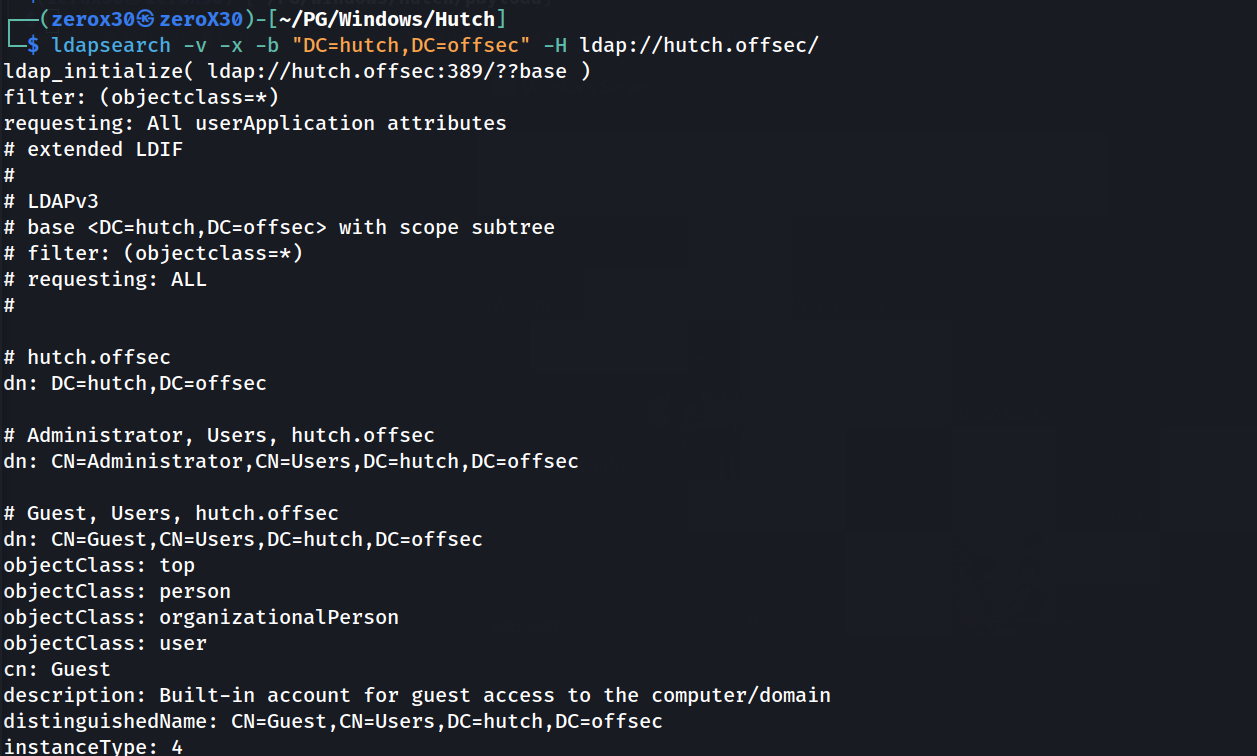 ┌──(zerox30㉿zeroX30)-[~/PG/Windows/Hutch]
└─$ ldapsearch -v -x -b "DC=hutch,DC=offsec" -H ldap://hutch.offsec/
ldap_initialize( ldap://hutch.offsec:389/??base )
filter: (objectclass=*)
requesting: All userApplication attributes
# extended LDIF
#
# LDAPv3
# base <DC=hutch,DC=offsec> with scope subtree
# filter: (objectclass=*)
# requesting: ALL
#
# hutch.offsec
dn: DC=hutch,DC=offsec
# Administrator, Users, hutch.offsec
dn: CN=Administrator,CN=Users,DC=hutch,DC=offsec
# Guest, Users, hutch.offsec
dn: CN=Guest,CN=Users,DC=hutch,DC=offsec
objectClass: top
objectClass: person
objectClass: organizationalPerson
objectClass: user
cn: Guest
description: Built-in account for guest access to the computer/domain
distinguishedName: CN=Guest,CN=Users,DC=hutch,DC=offsec
instanceType: 4